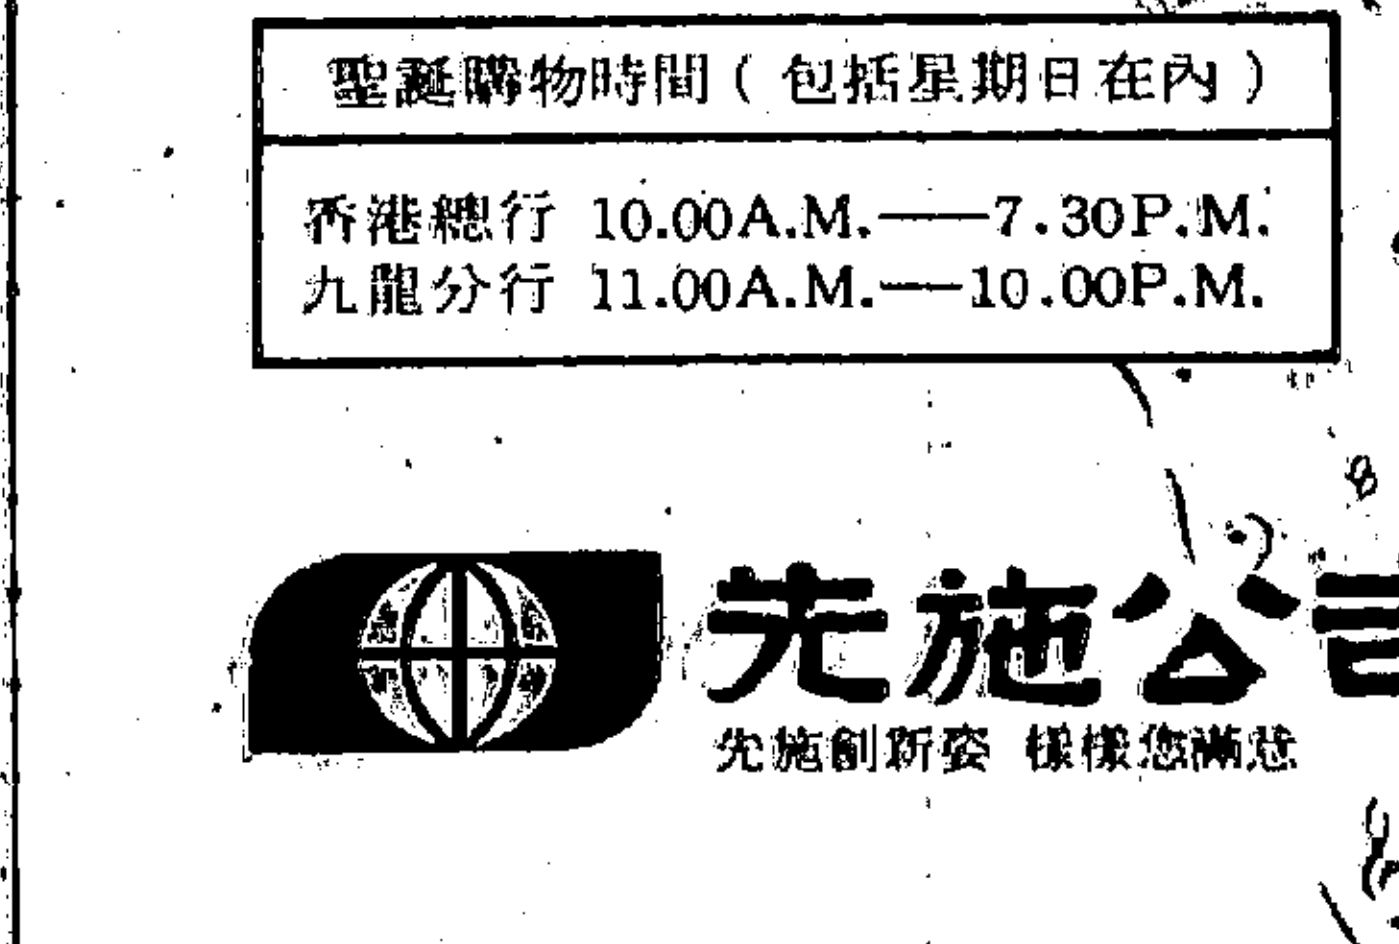 聖誕購物時間（包括星期日在內）
香港總行 10.00A.M.——7.30P.M.
九龍分行 11.00A.M.——10.00P.M.
先施公司
先施創新姿 樣樣您滿意